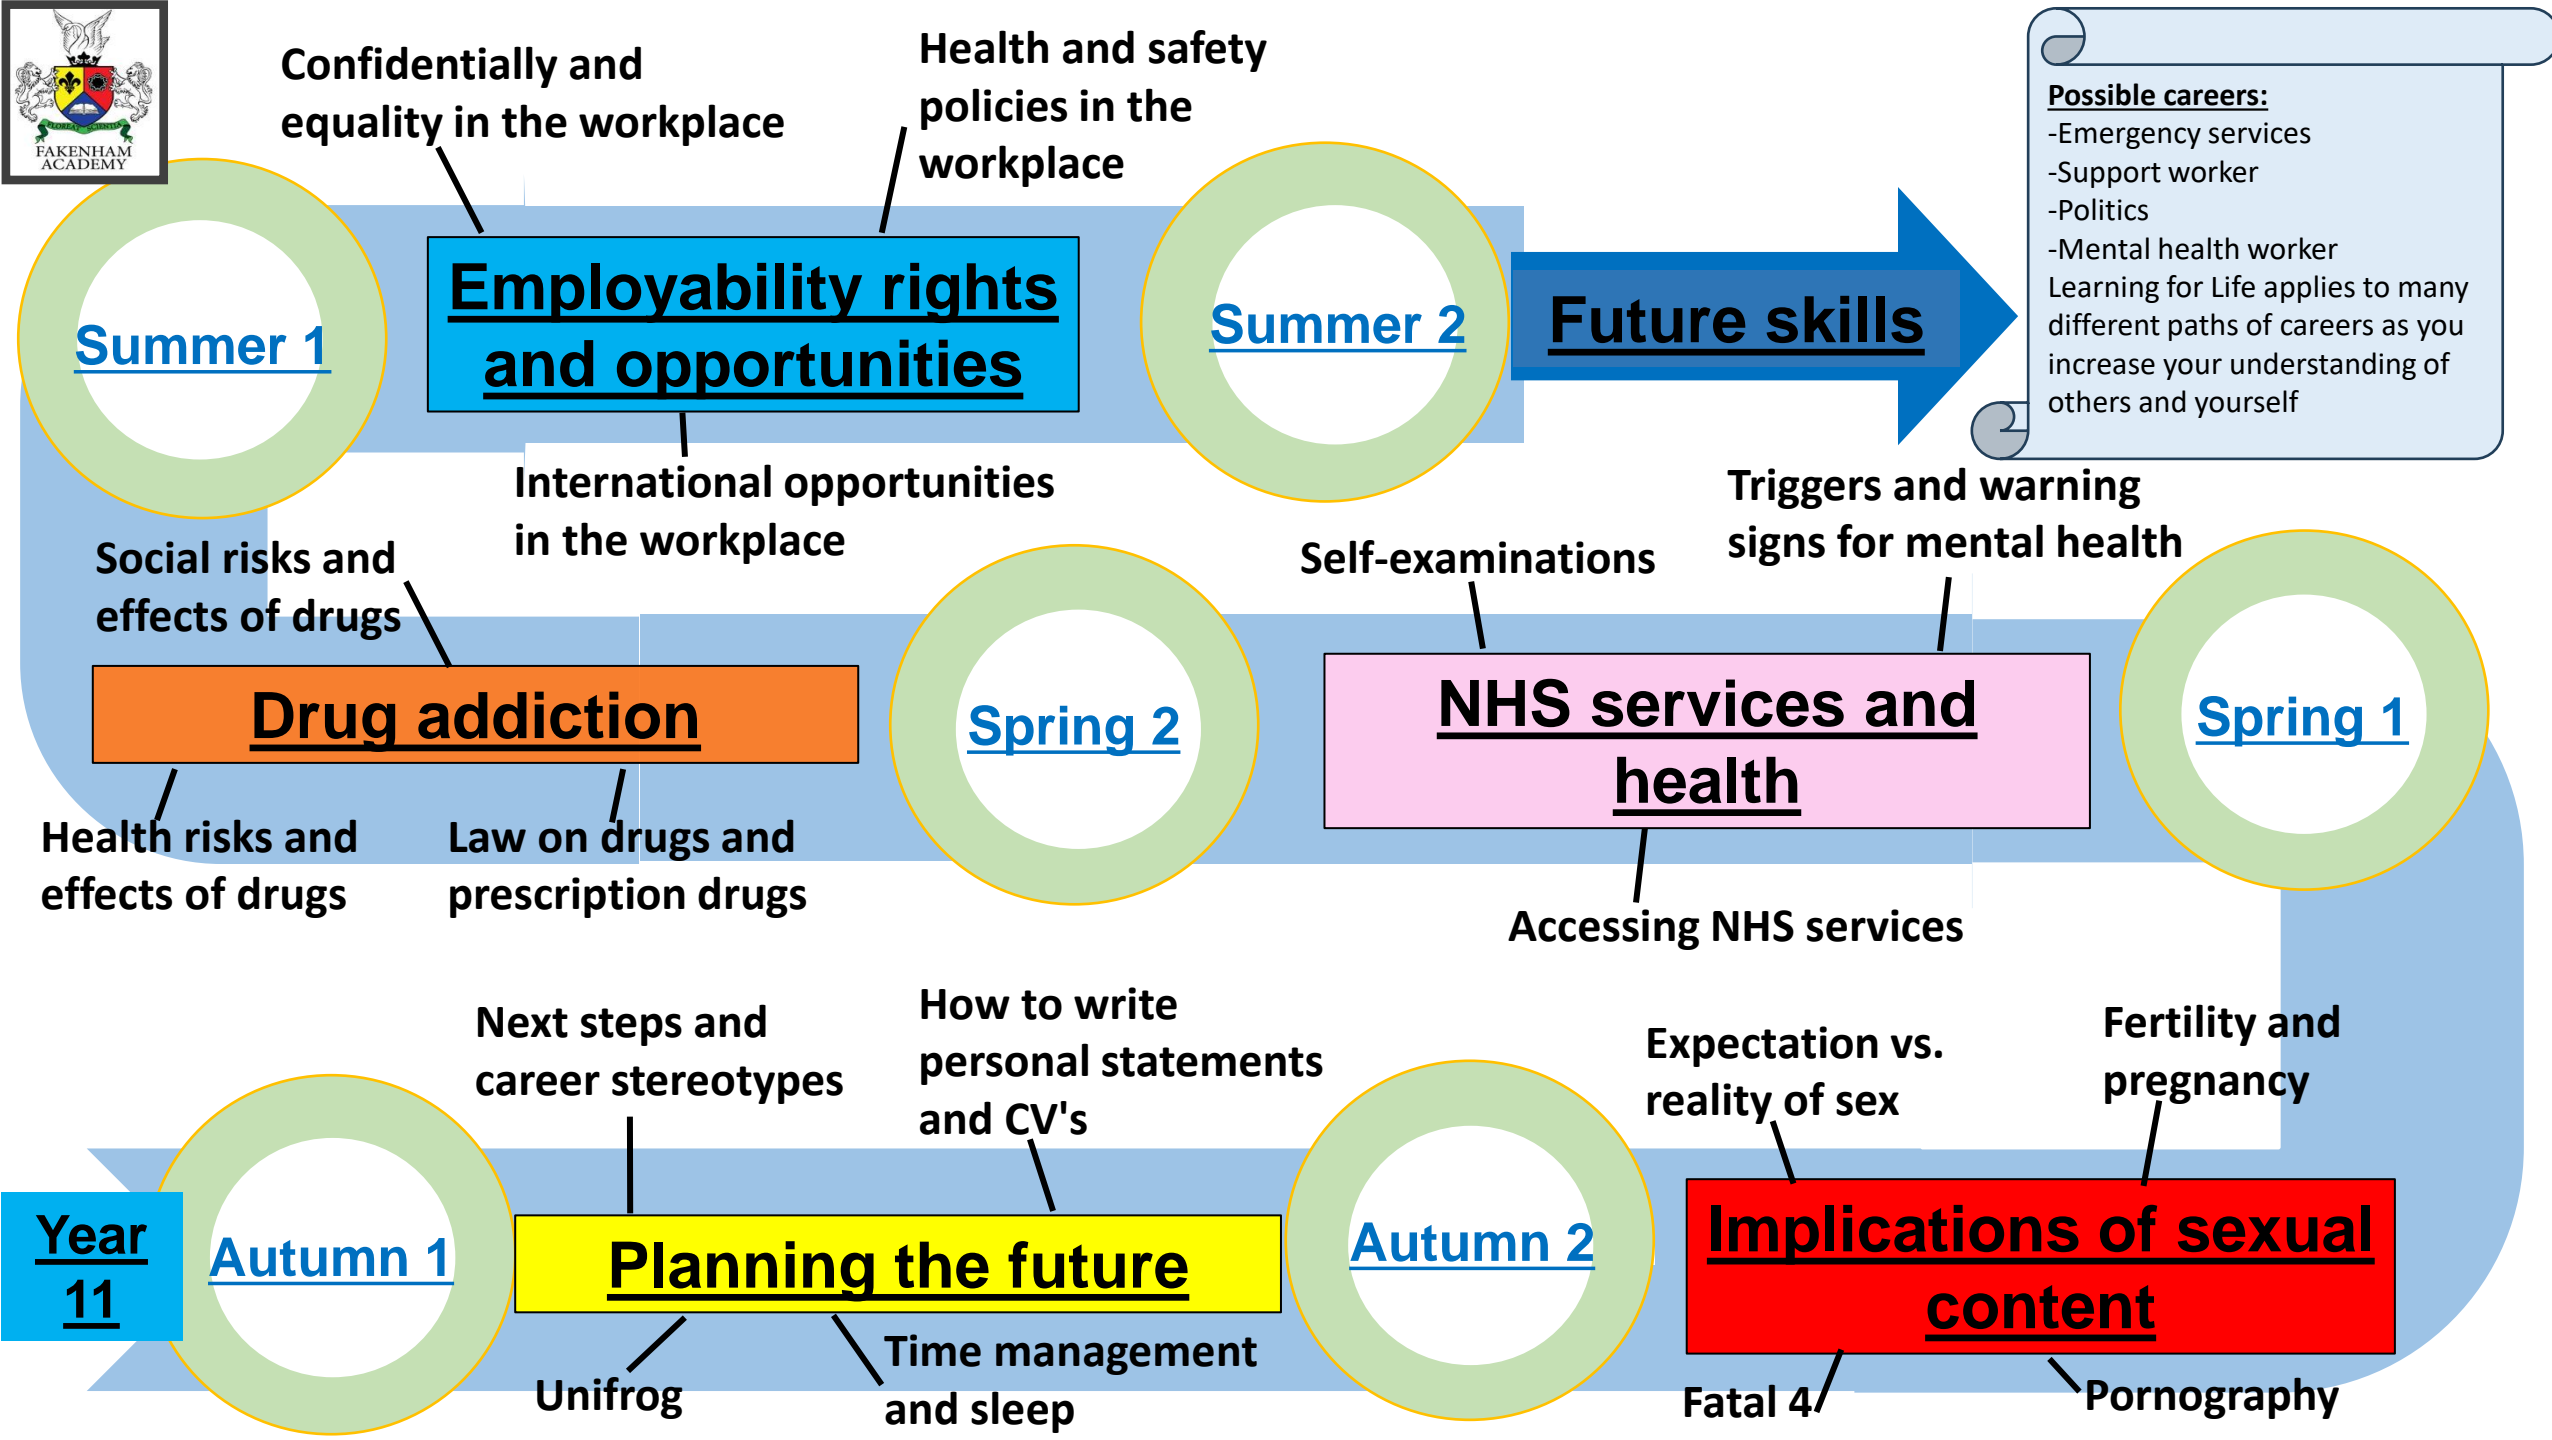 FLOREAT SCIENTIA
FAKENHAM
ACADEMY
Confidentially and
equality in the workplace
Health and safety
policies in the
workplace
Possible careers:
-Emergency services
-Support worker
-Politics
-Mental health worker
Learning for Life applies to many
different paths of careers as you
increase your understanding of
others and yourself
Summer 1
Employability rights
and opportunities
Summer 2
Future skills
International opportunities
in the workplace
Social risks and
effects of drugs
Self-examinations
Triggers and warning
signs for mental health
Drug addiction
Spring 2
NHS services and
health
Spring 1
Health risks and
effects of drugs
Law on drugs and
prescription drugs
Accessing NHS services
Next steps and
career stereotypes
How to write
personal statements
and CV's
Expectation vs.
reality of sex
Fertility and
pregnancy
Year
11
Autumn 1
Planning the future
Autumn 2
Implications of sexual
content
Unifrog
Time management
and sleep
Fatal 4
Pornography